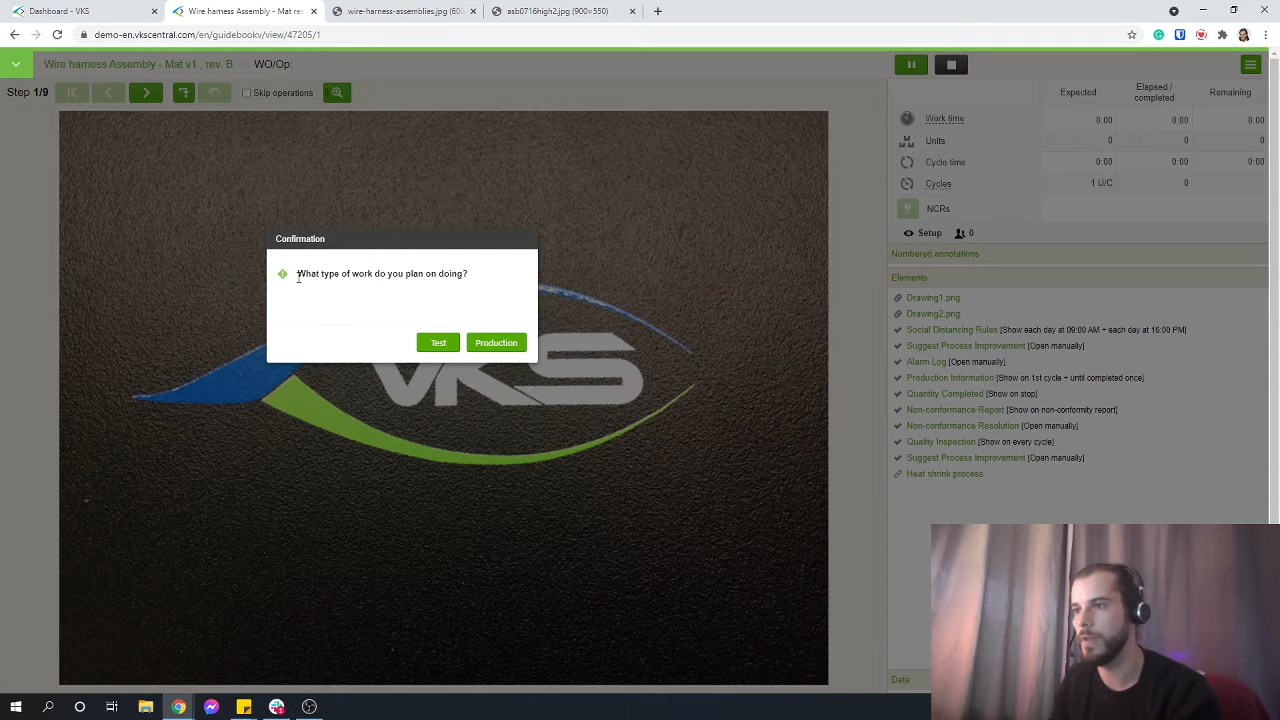 Dashboard - VKS
Wire harness Assembly - Mat rev
wire-harness-assemblies.jpg (60
asb0716high2.jpg (900×550)
demo-en.vkscentral.com/en/guidebookv/view/47205/1
Wire harness Assembly - Mat v1 , rev. B WO/Op:
Step 1/9 Skip operations
Expected Elapsed / completed Remaining
Work time 0:00 0:00 0:00
Units 0 0 0
Cycle time 0:00 0:00 0:00
Cycles 1 U/C 0
NCRs
Setup 0
Numbered annotations
Elements
Drawing1.png
Drawing2.png
Social Distancing Rules [Show each day at 09:00 AM + each day at 16:00 PM]
Suggest Process Improvement [Open manually]
Alarm Log [Open manually]
Production Information [Show on 1st cycle + until completed once]
Quantity Completed [Show on stop]
Non-conformance Report [Show on non-conformity report]
Non-conformance Resolution [Open manually]
Quality Inspection [Show on every cycle]
Suggest Process Improvement [Open manually]
Heat shrink process
Data
Confirmation
What type of work do you plan on doing?
Test Production
VKS